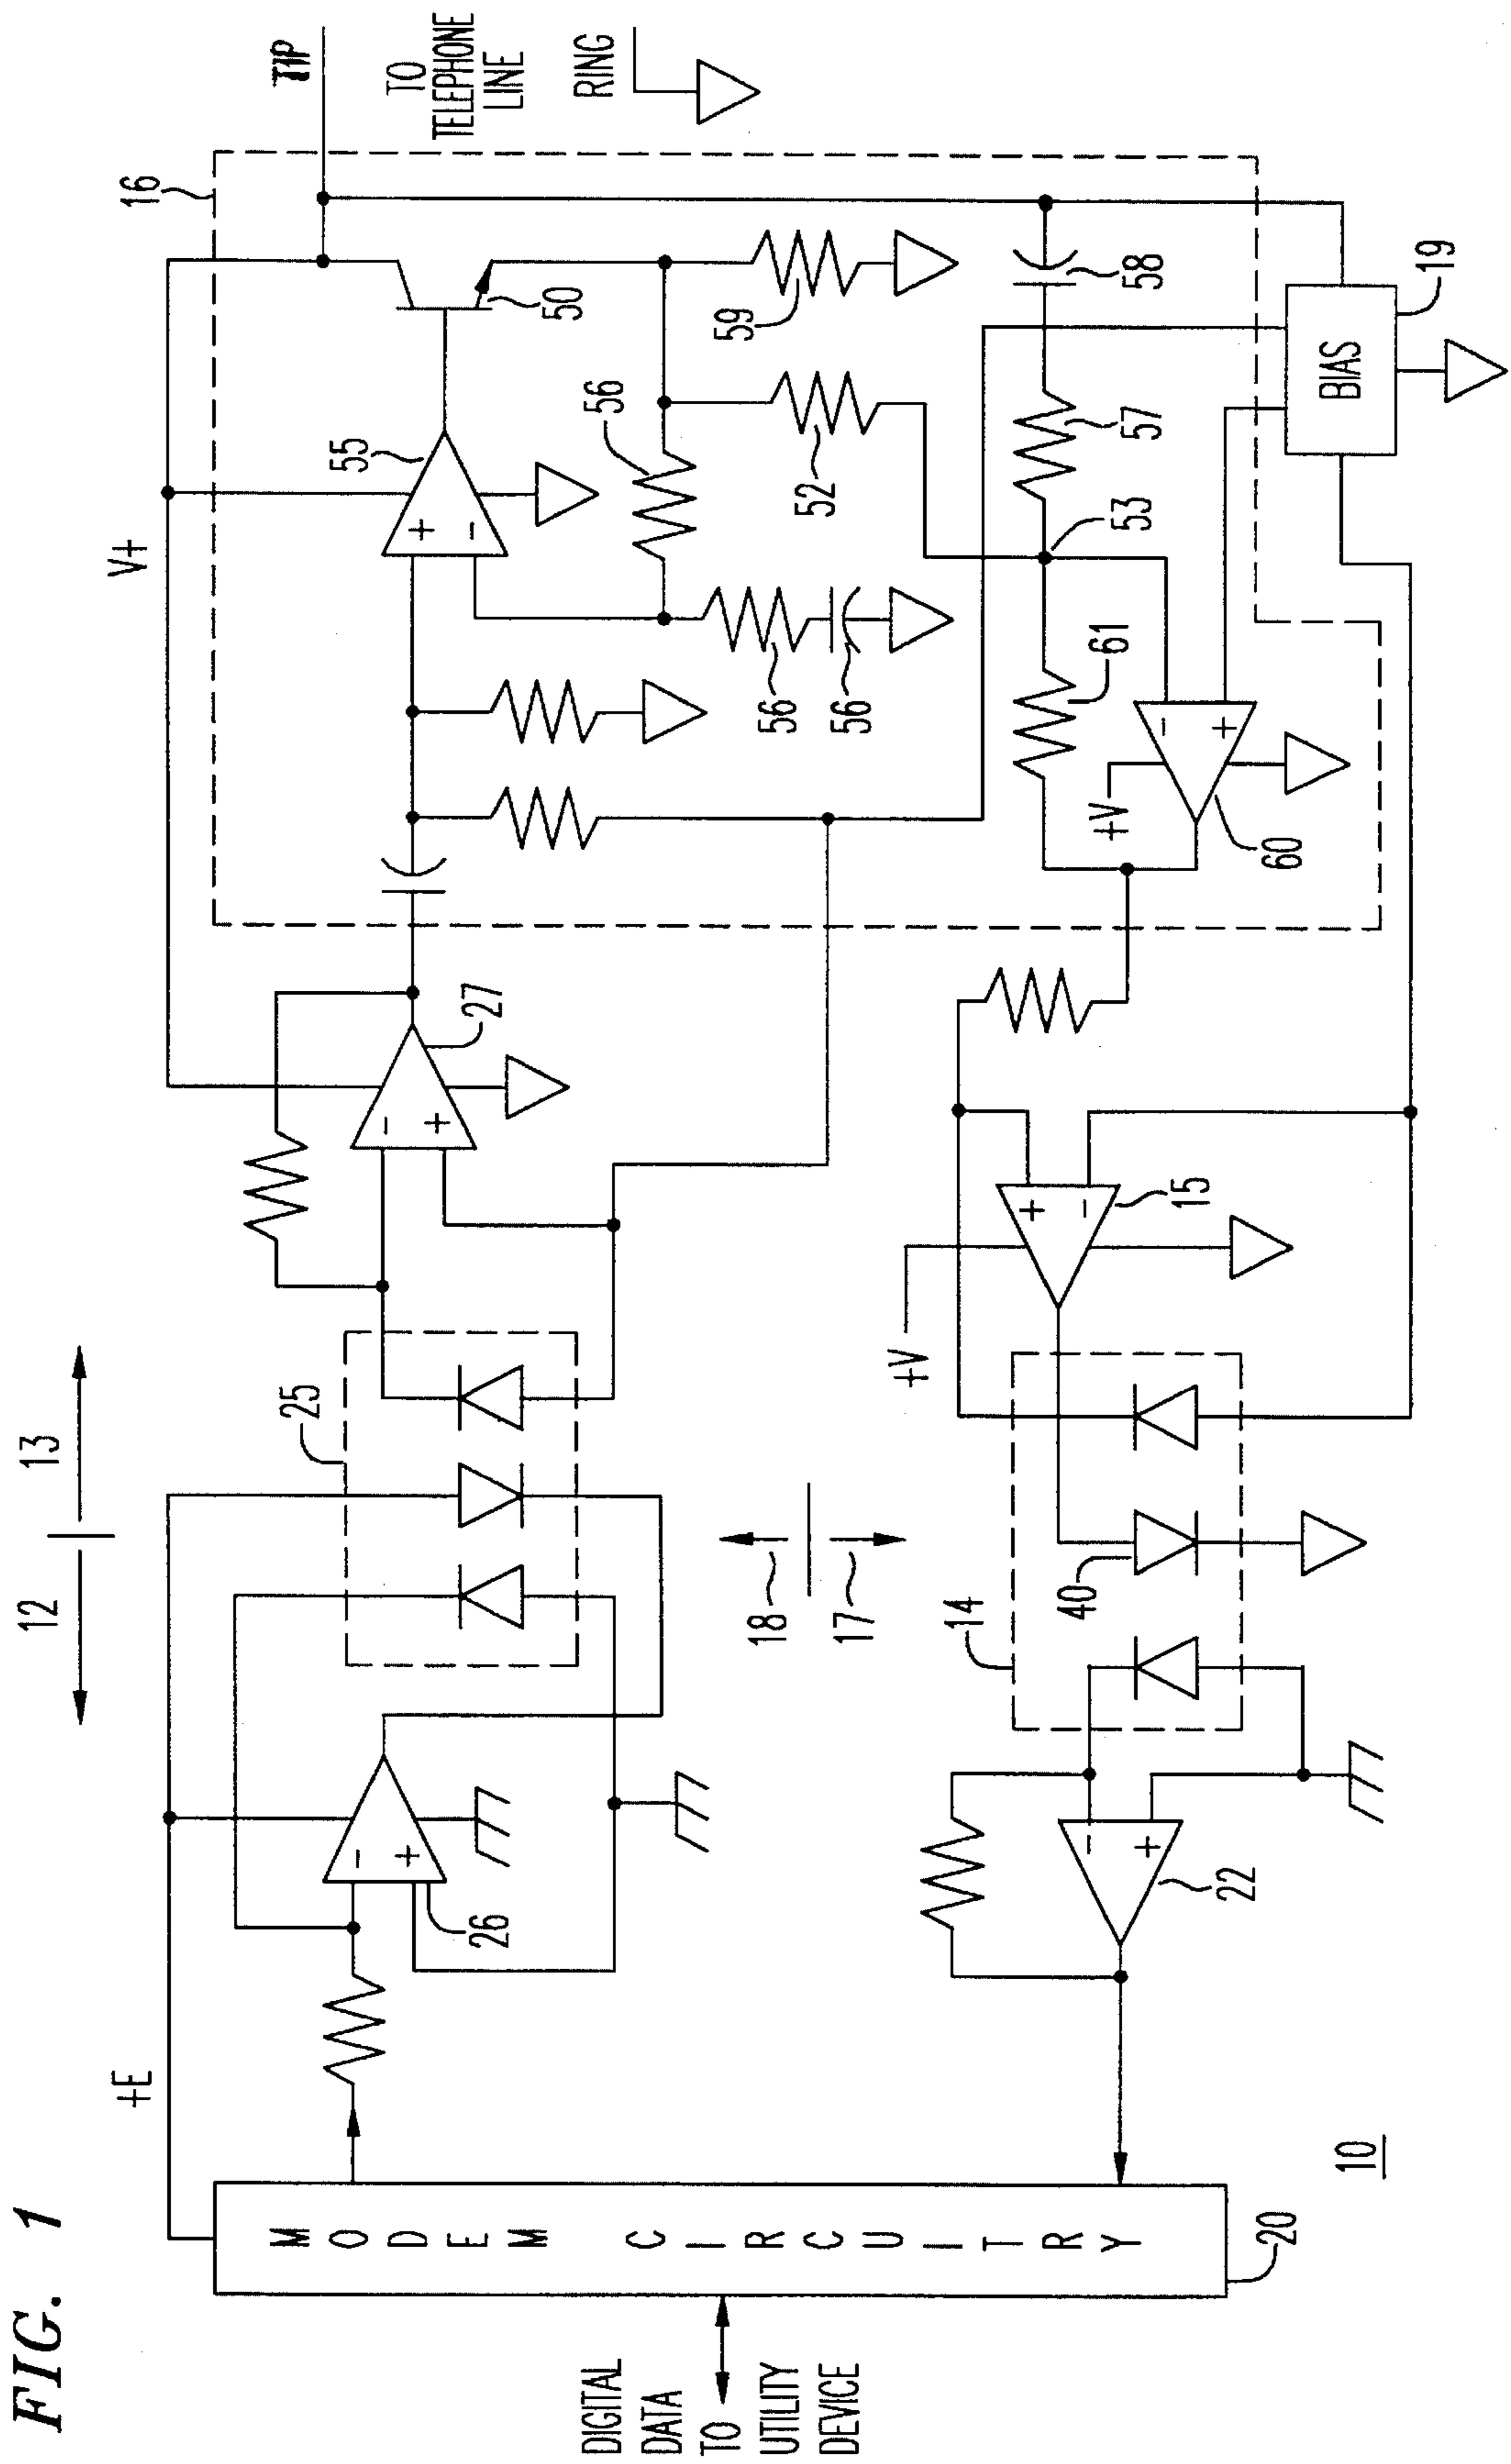 FIG. 1
12
13
+E
V+
16
TIP
TO
TELEPHONE
LINE
RING
25
26
27
55
50
56
59
56
56
52
58
57
53
61
60
+V
BIAS
19
18
17
14
40
+V
15
22
MODEM CIRCUITRY
20
DIGITAL
DATA
TO
UTILITY
DEVICE
10
-
+
-
+
+
-
-
+
+
-
-
+